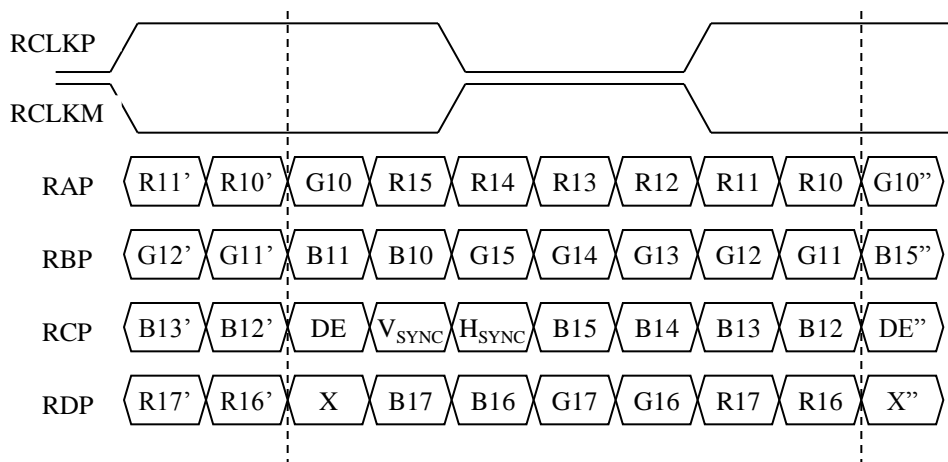 RCLKP
RCLKM
RAP R11’ R10’ G10 R15 R14 R13 R12 R11 R10 G10”
RBP G12’ G11’ B11 B10 G15 G14 G13 G12 G11 B15”
RCP B13’ B12’ DE VSYNC HSYNC B15 B14 B13 B12 DE”
RDP R17’ R16’ X B17 B16 G17 G16 R17 R16 X”